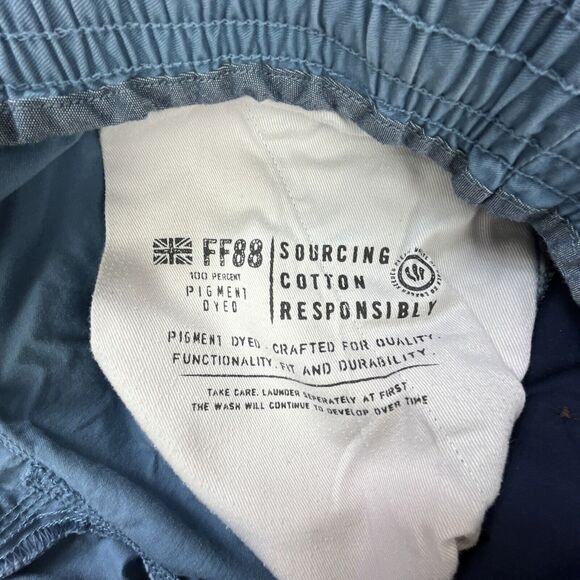 FF88
100 PERCENT
PIGMENT
DYED
SOURCING
COTTON
RESPONSIBLY
PIGMENT DYED . CRAFTED FOR QUALITY .
FUNCTIONALITY . FIT AND DURABILITY .
TAKE CARE. LAUNDER SEPERATELY AT FIRST.
THE WASH WILL CONTINUE TO DEVELOP OVER TIME